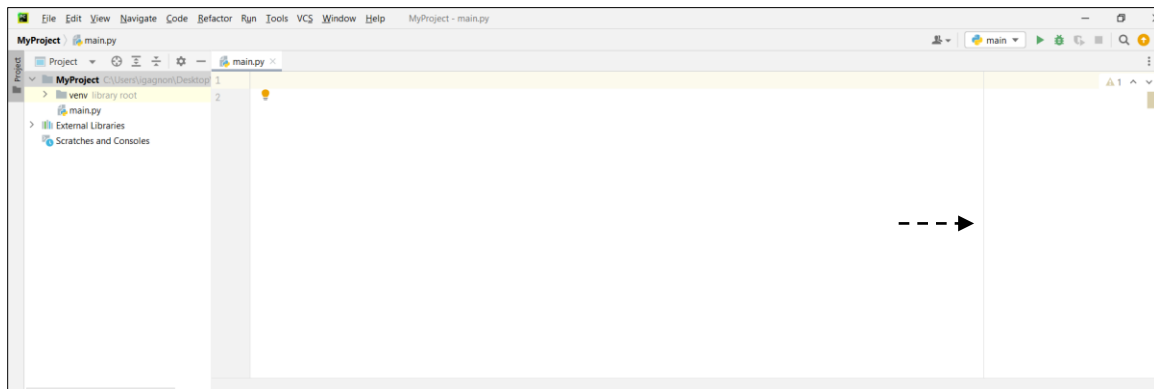 File Edit View Navigate Code Refactor Run Tools VCS Window Help MyProject - main.py
MyProject main.py main
Project main.py
Project
MyProject C:\Users\igagnon\Desktop 1
venv library root 2
main.py
External Libraries
Scratches and Consoles
1